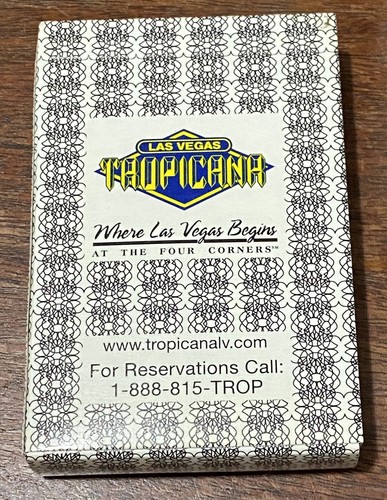 LAS VEGAS
TROPICANA
Where Las Vegas Begins
AT THE FOUR CORNERS™
www.tropicanalv.com
For Reservations Call:
1-888-815-TROP